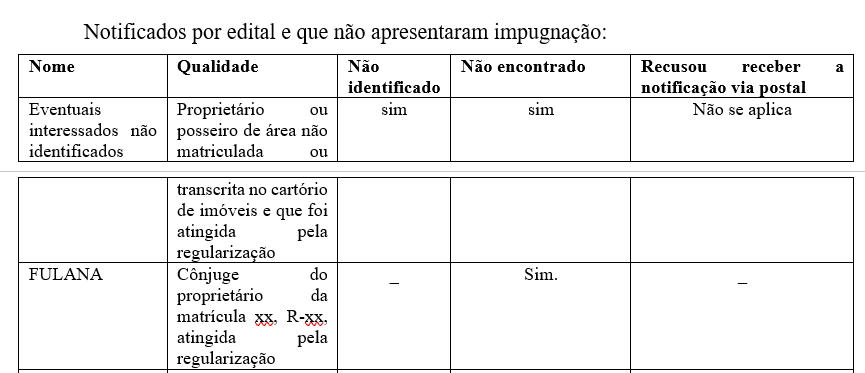 Notificados por edital e que não apresentaram impugnação:
Nome Qualidade Não identificado Não encontrado Recusou receber a notificação via postal
Eventuais Proprietário ou sim sim Não se aplica
interessados não posseiro de área não
identificados matriculada ou
transcrita no cartório
de imóveis e que foi
atingida pela
regularização
FULANA Cônjuge do _ Sim. _
proprietário da
matrícula xx, R-xx,
atingida pela
regularização